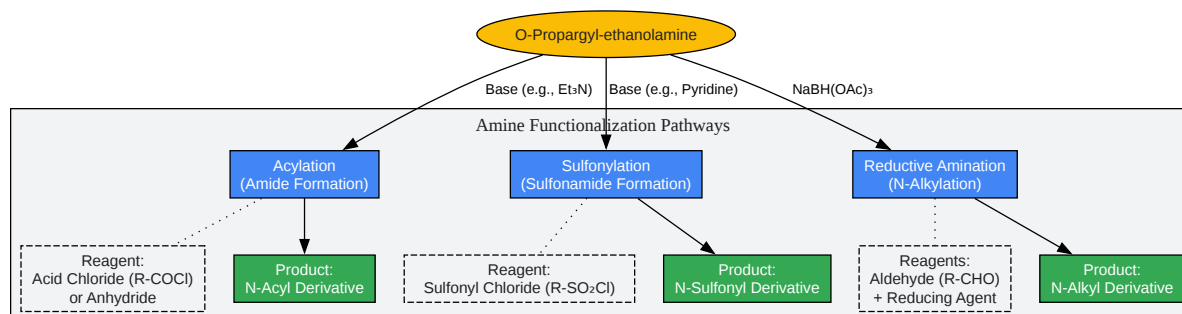 O-Propargyl-ethanolamine
Base (e.g., Et₃N)
Base (e.g., Pyridine)
NaBH(OAc)₃
Amine Functionalization Pathways
Acylation
(Amide Formation)
Sulfonylation
(Sulfonamide Formation)
Reductive Amination
(N-Alkylation)
Reagent:
Acid Chloride (R-COCl)
or Anhydride
Product:
N-Acyl Derivative
Reagent:
Sulfonyl Chloride (R-SO₂Cl)
Product:
N-Sulfonyl Derivative
Reagents:
Aldehyde (R-CHO)
+ Reducing Agent
Product:
N-Alkyl Derivative